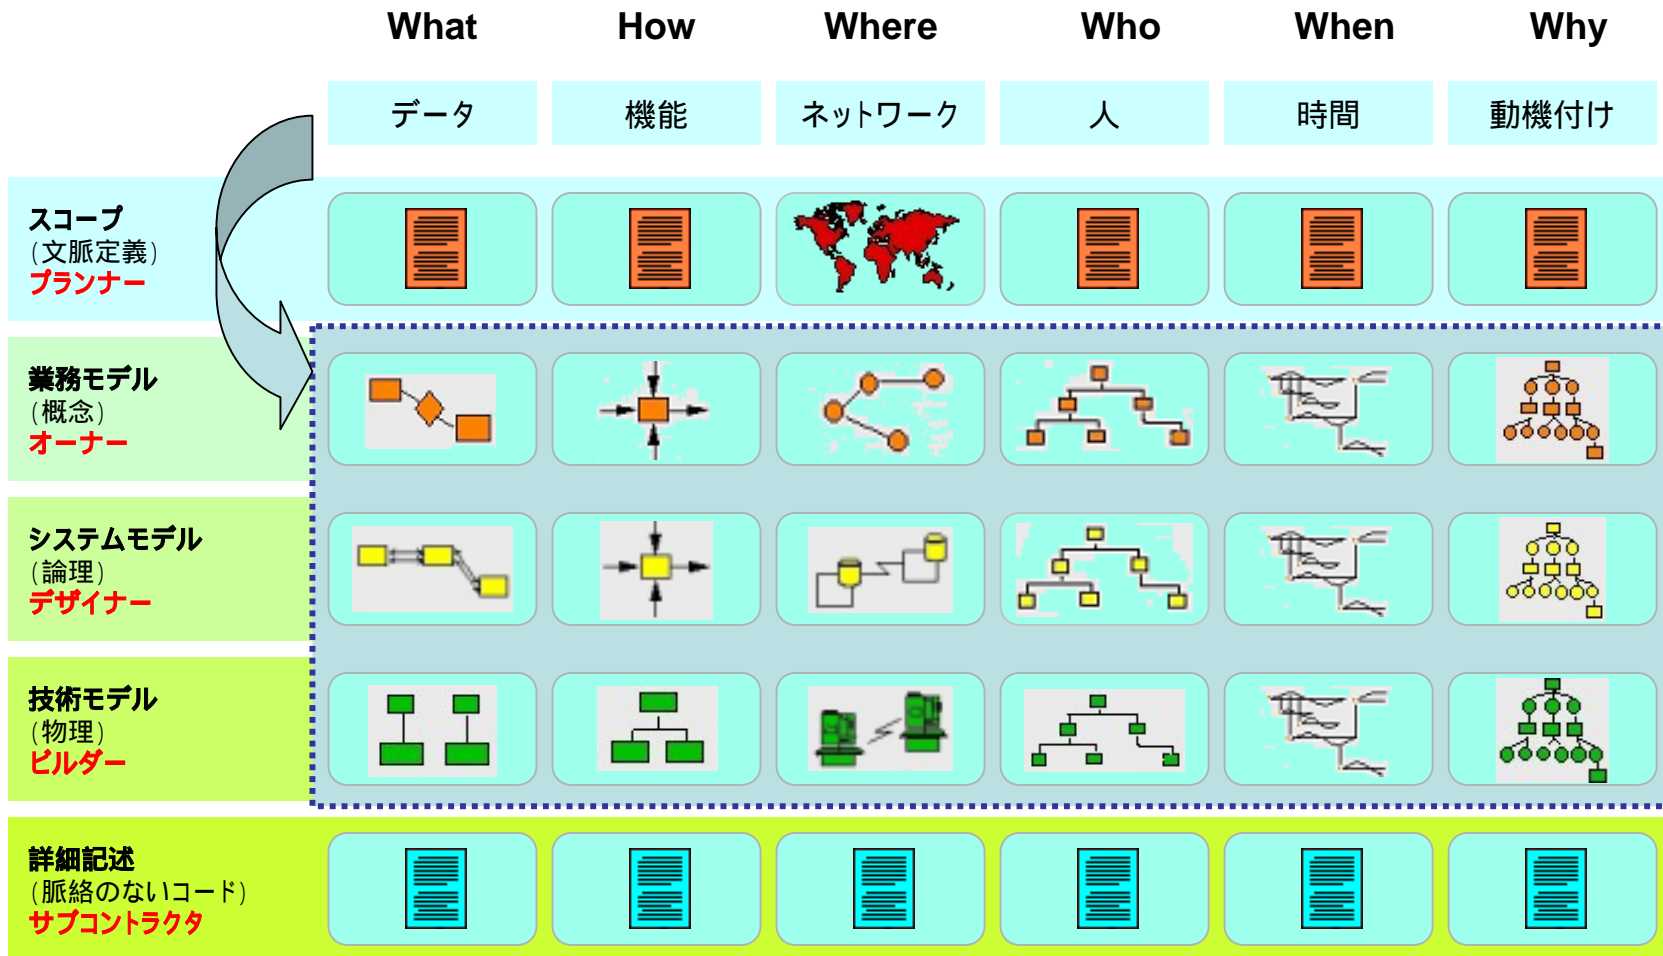 What How Where Who When Why
データ 機能 ネットワーク 人 時間 動機付け
スコープ
(文脈定義)
プランナー
業務モデル
(概念)
オーナー
システムモデル
(論理)
デザイナー
技術モデル
(物理)
ビルダー
詳細記述
(脈絡のないコード)
サブコントラクタ